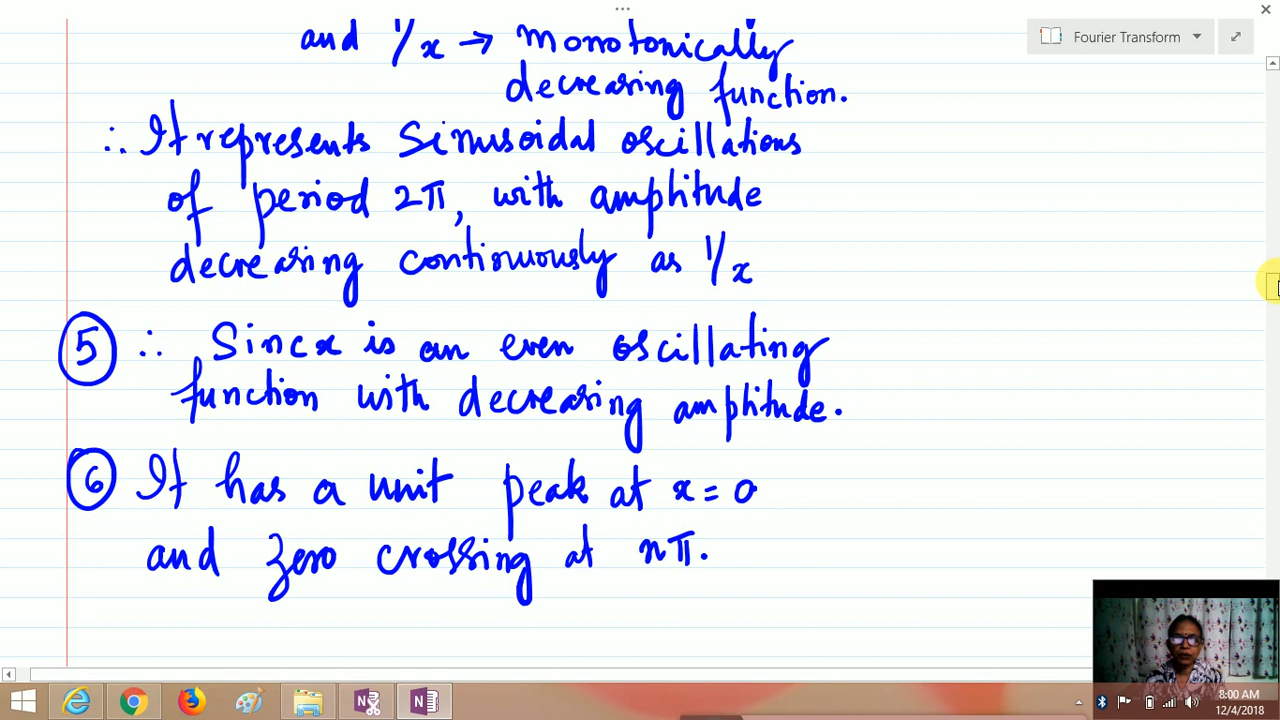 and 1/x → monotonically
decreasing function.
∴ It represents Sinusoidal oscillations
of period 2π, with amplitude
decreasing continuously as 1/x
⑤ ∴ Sincx is an even oscillating
function with decreasing amplitude.
⑥ It has a unit peak at x = 0
and zero crossing at nπ.
Fourier Transform
8:00 AM
12/4/2018